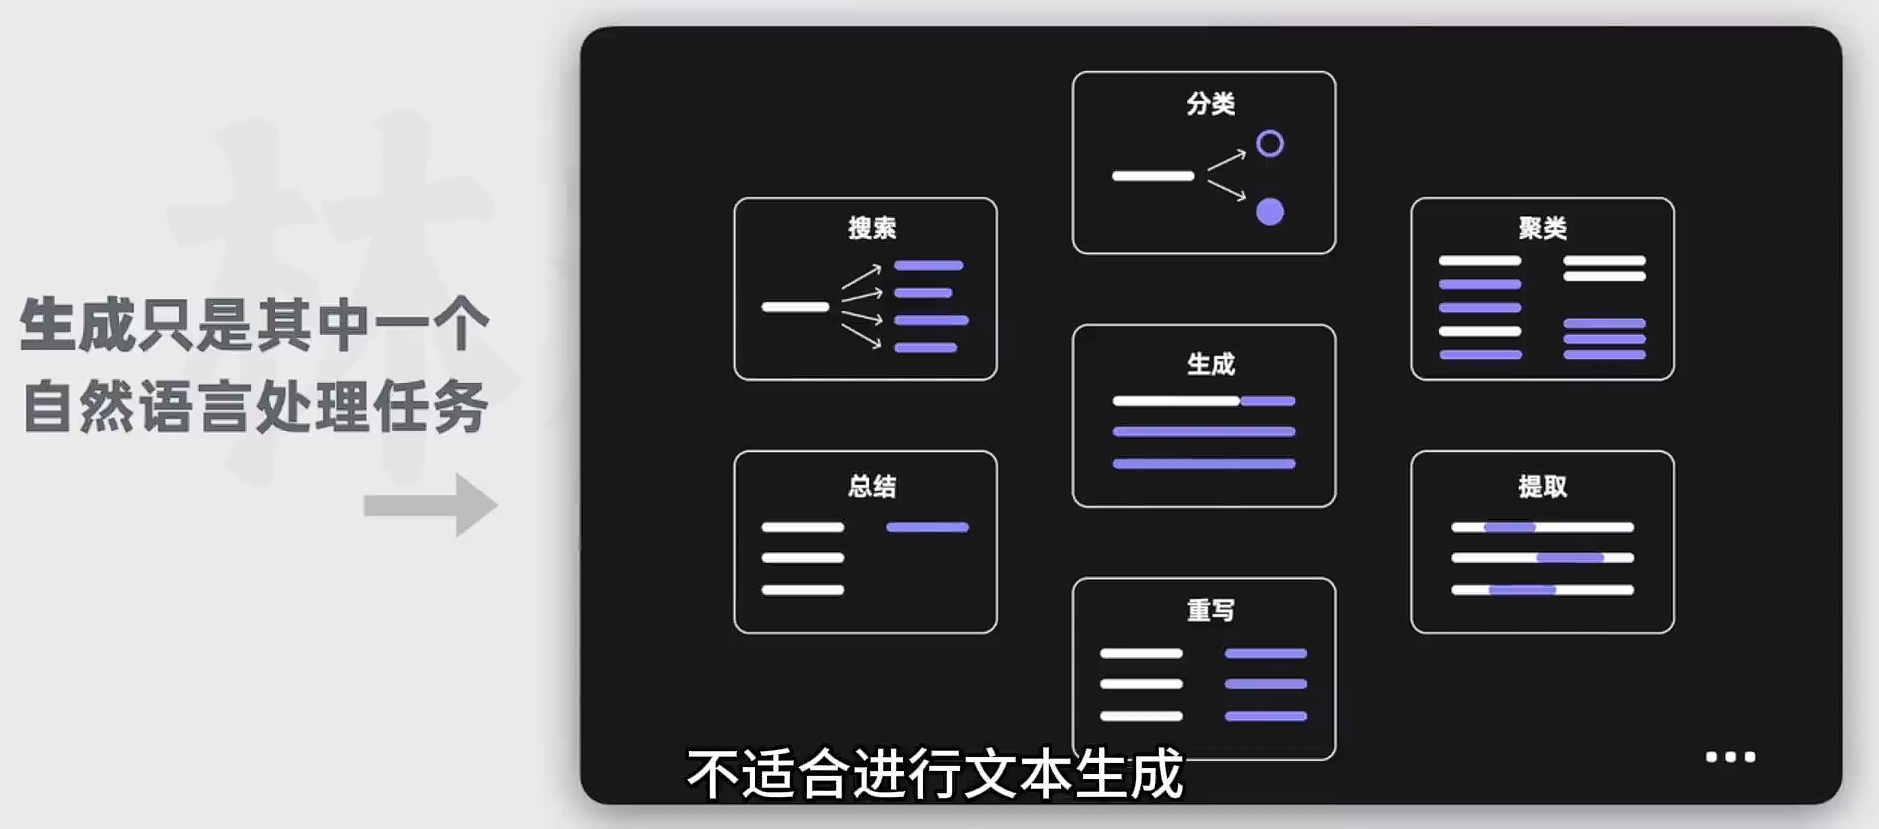 生成只是其中一个
自然语言处理任务
分类
搜索
聚类
生成
总结
提取
重写
不适合进行文本生成
林